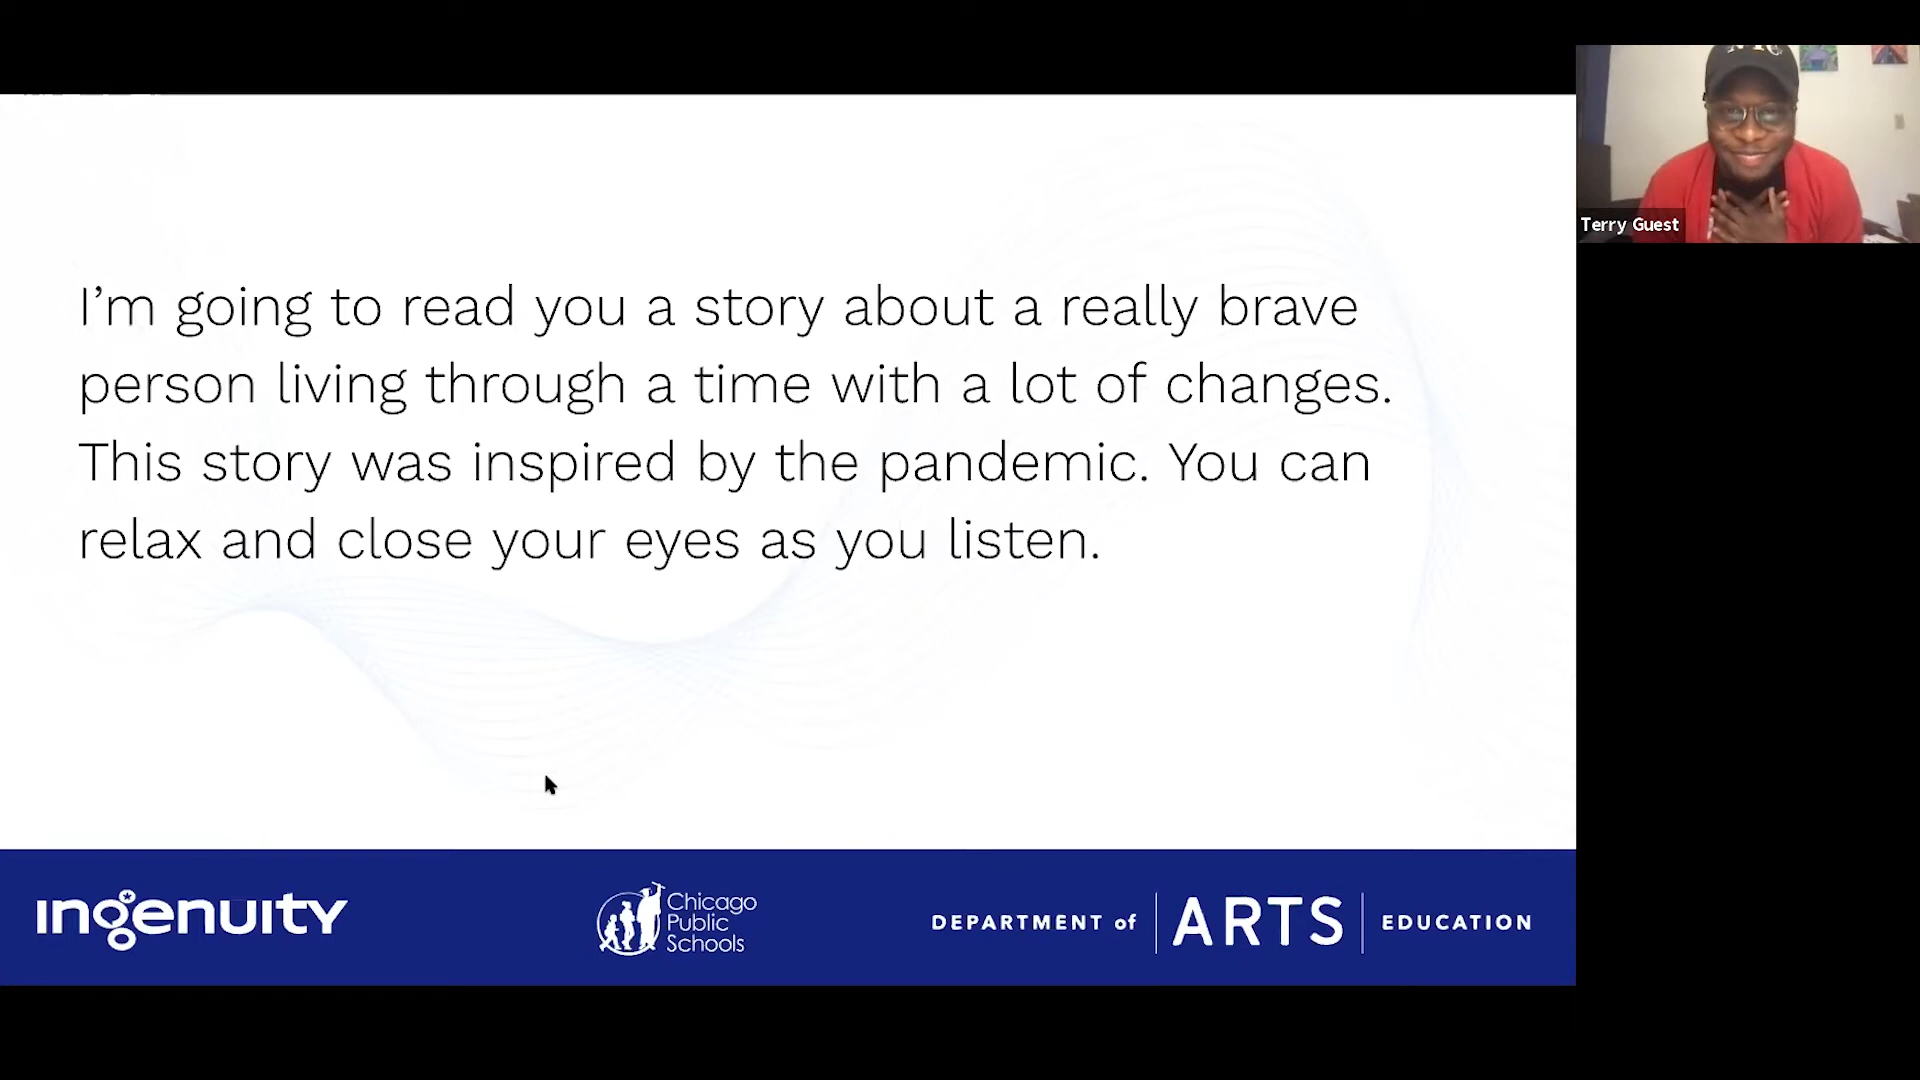 I'm going to read you a story about a really brave
person living through a time with a lot of changes.
This story was inspired by the pandemic. You can
relax and close your eyes as you listen.
Terry Guest
ingenuity
Chicago
Public
Schools
DEPARTMENT of ARTS EDUCATION